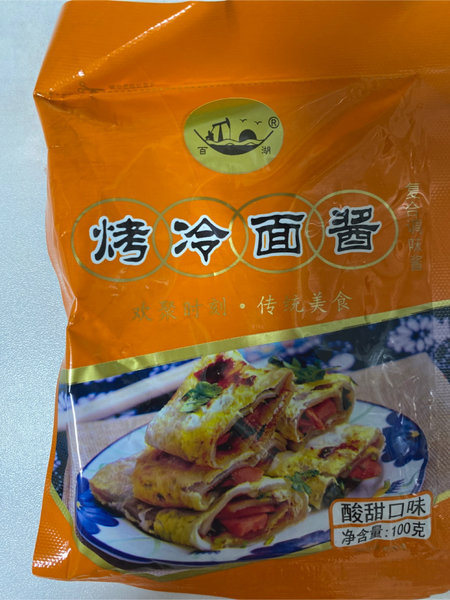 百湖
®
烤冷面酱
复合调味酱
欢聚时刻·传统美食
酸甜口味
净含量:100克